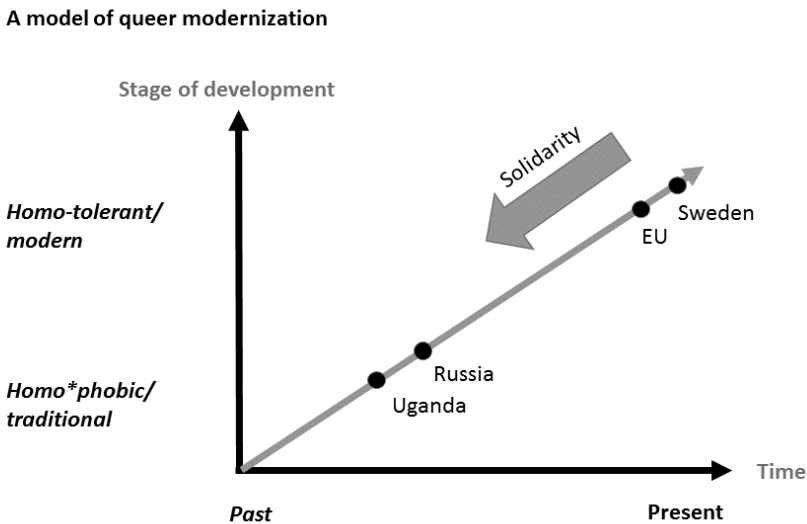 A model of queer modernization
Stage of development
Solidarity
Homo-tolerant/
modern
Sweden
EU
Russia
Homo*phobic/
traditional
Uganda
Time
Past
Present